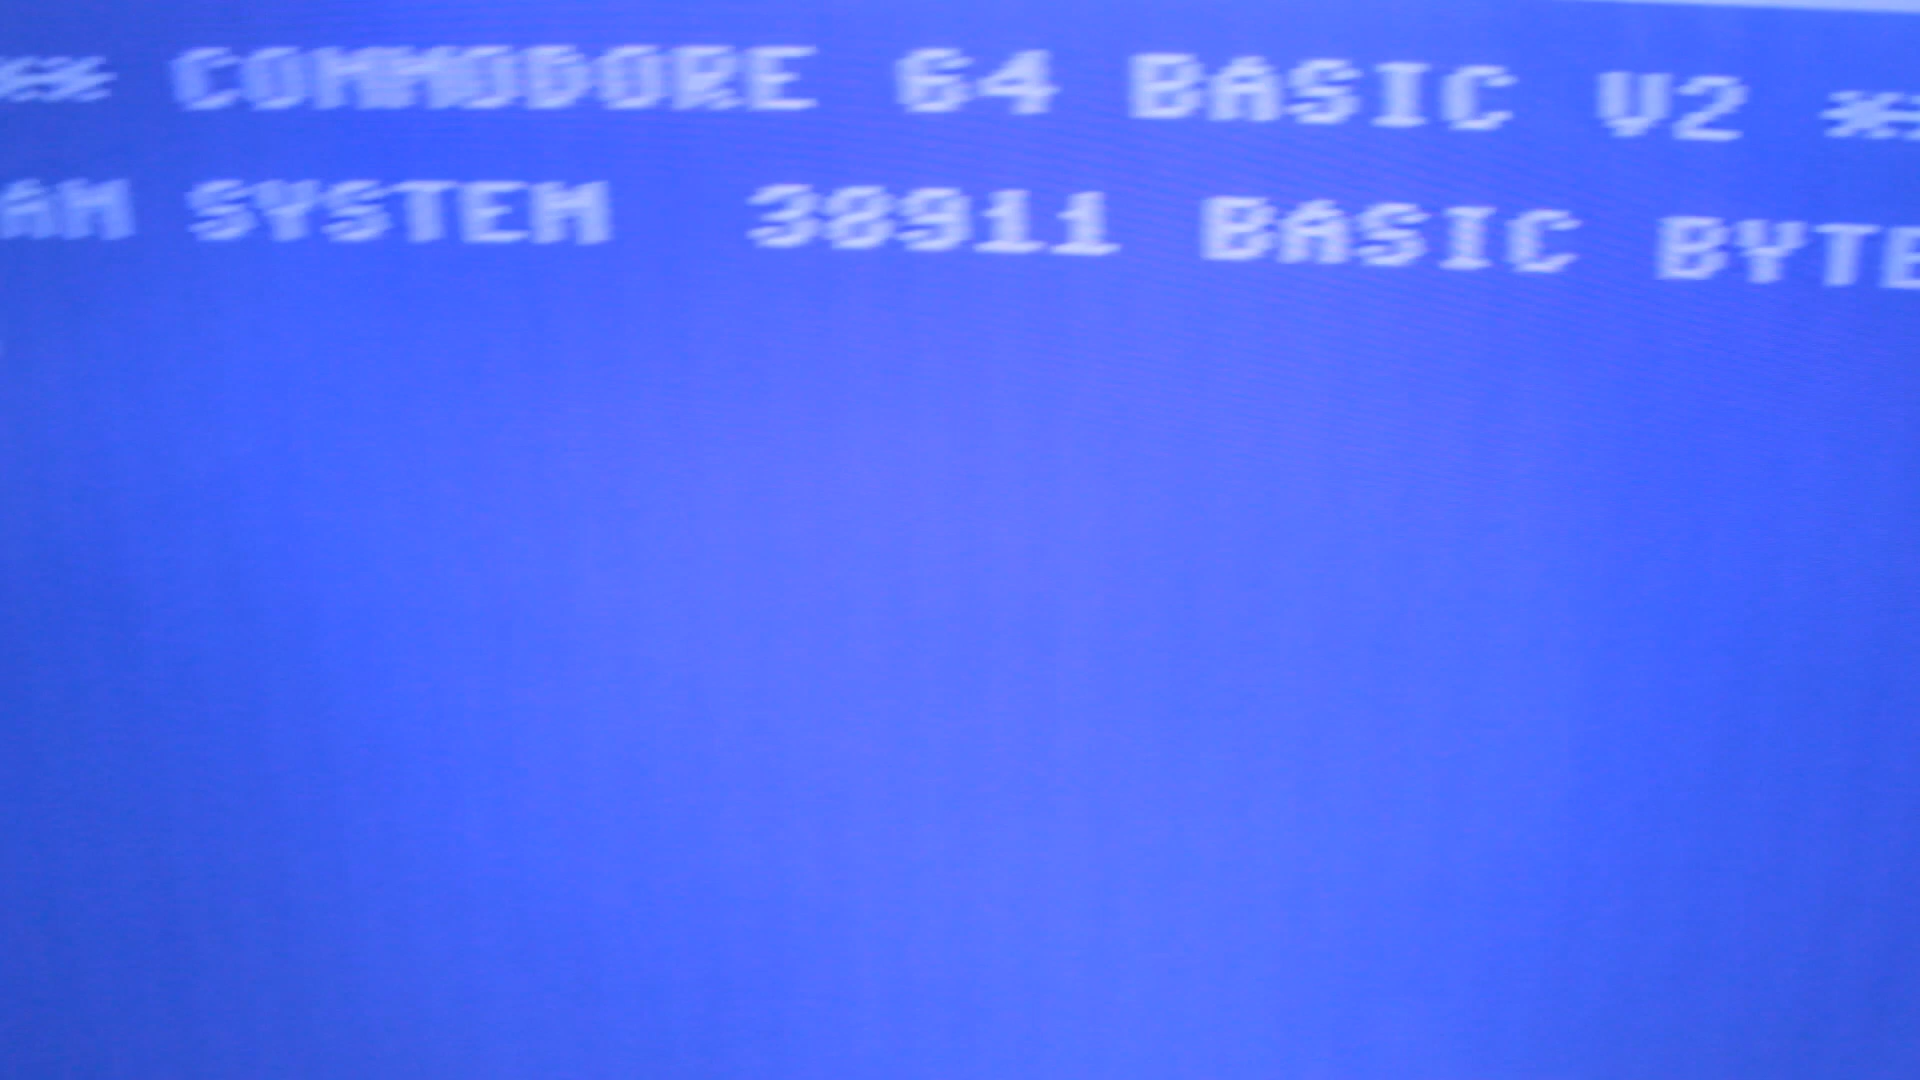 ** COMMODORE 64 BASIC V2 **
AM SYSTEM 38911 BASIC BYTE